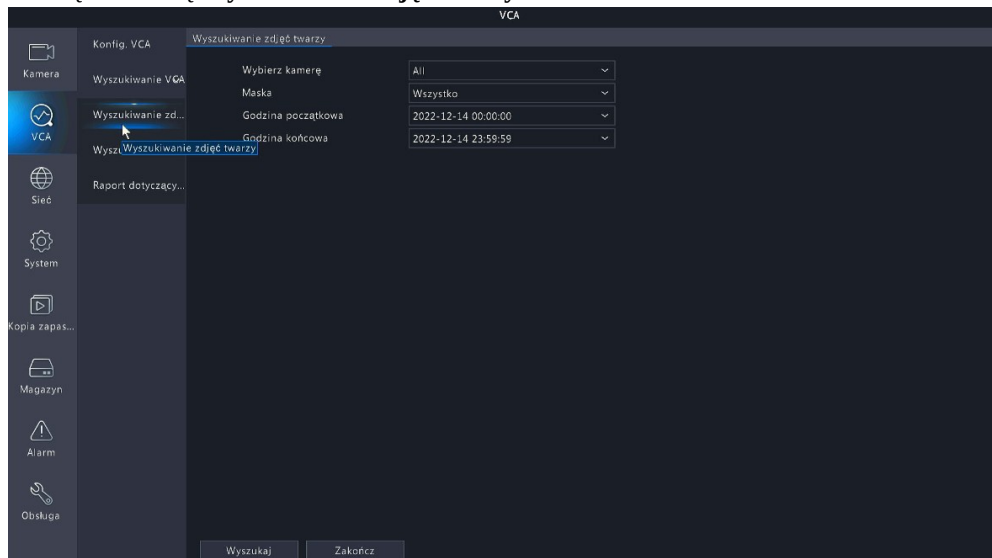 VCA
Kamera
VCA
Sieć
System
Kopia zapas...
Magazyn
Alarm
Obsługa
Konfig. VCA
Wyszukiwanie VCA
Wyszukiwanie zd...
Wyszukiwanie zdjęć twarzy
Raport dotyczący...
Wyszukiwanie zdjęć twarzy
Wybierz kamerę All
Maska Wszystko
Godzina początkowa 2022-12-14 00:00:00
Godzina końcowa 2022-12-14 23:59:59
Wyszukaj Zakończ